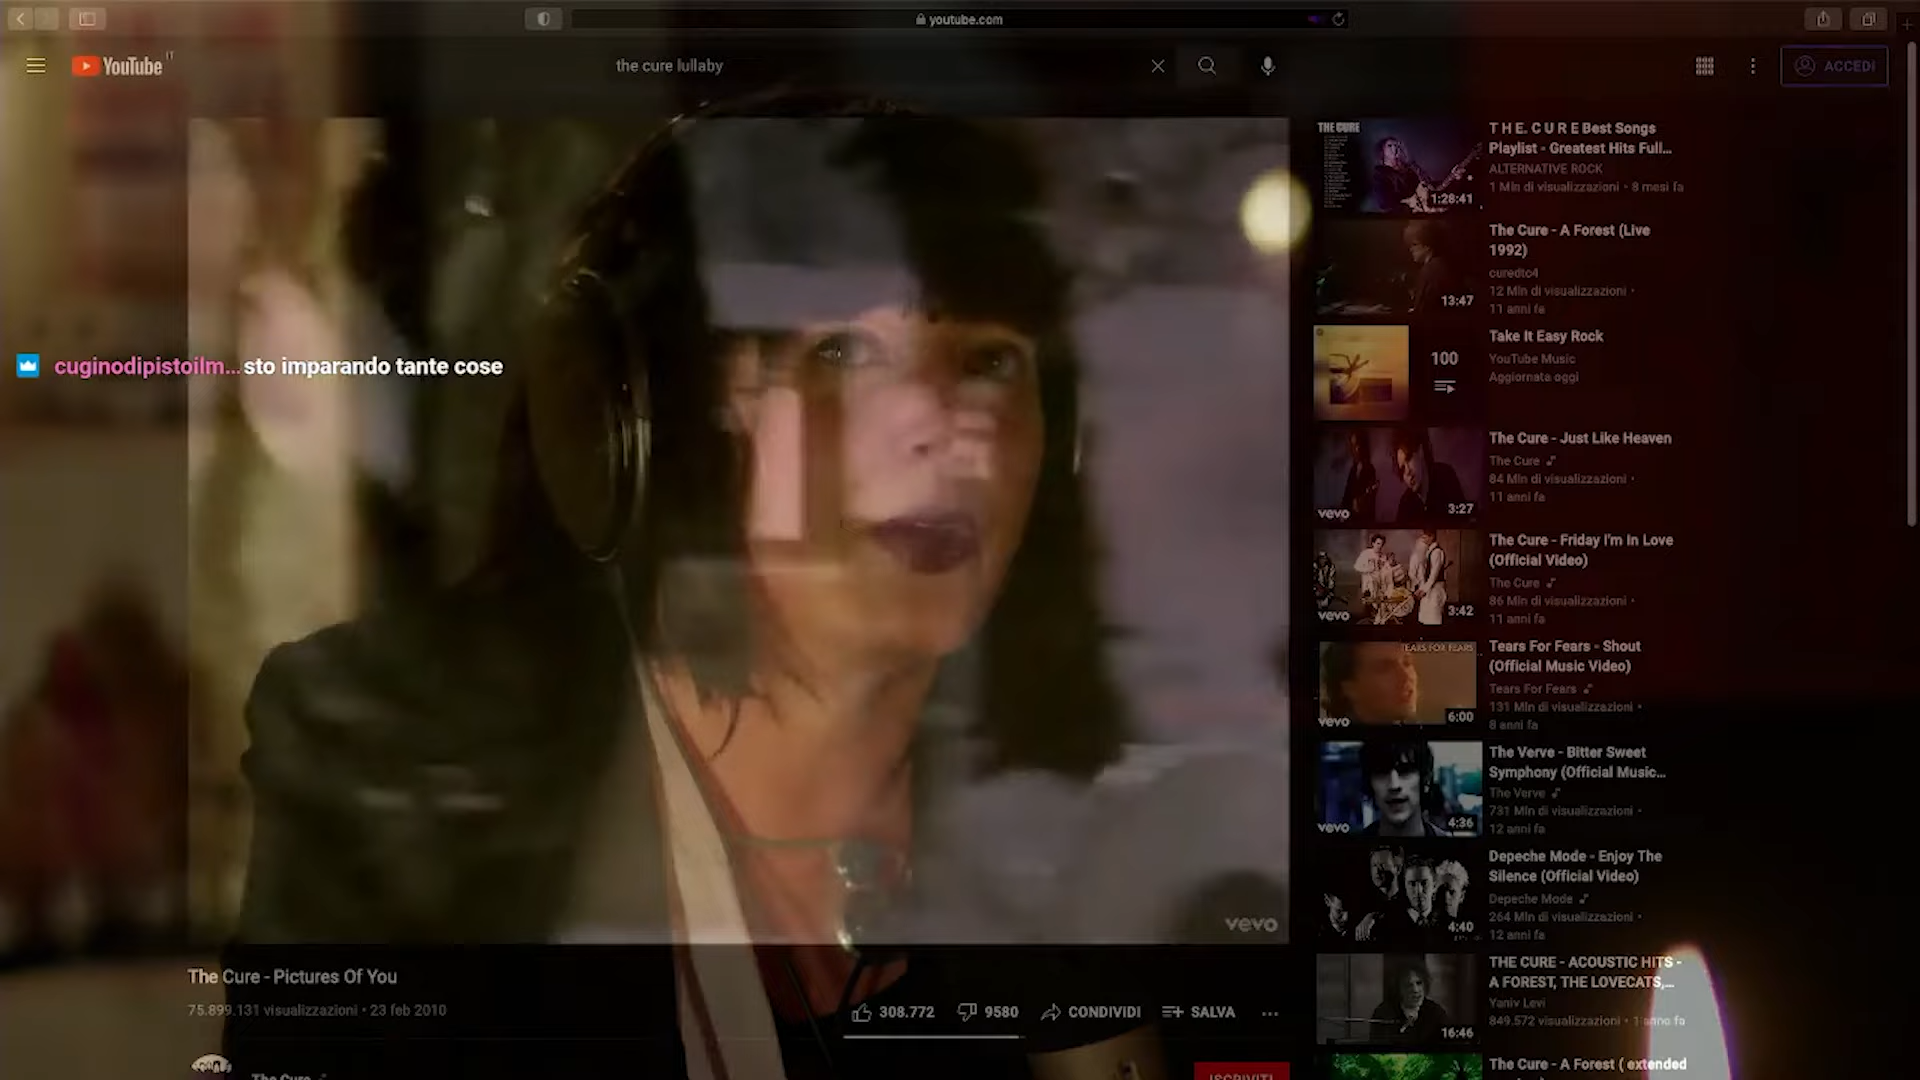 youtube.com
YouTube IT
the cure lullaby
ACCEDI
THE CURE
1:28:41
T H E. C U R E Best Songs
Playlist - Greatest Hits Full...
ALTERNATIVE ROCK
1 Mln di visualizzazioni • 8 mesi fa
13:47
The Cure - A Forest (Live
1992)
curedtc4
12 Mln di visualizzazioni •
11 anni fa
100
Take It Easy Rock
YouTube Music
Aggiornata oggi
cuginodipistoilm... sto imparando tante cose
vevo
3:27
The Cure - Just Like Heaven
The Cure
84 Mln di visualizzazioni •
11 anni fa
vevo
3:42
The Cure - Friday I'm In Love
(Official Video)
The Cure
86 Mln di visualizzazioni •
11 anni fa
TEARS FOR FEARS
vevo
6:00
Tears For Fears - Shout
(Official Music Video)
Tears For Fears
131 Mln di visualizzazioni •
8 anni fa
vevo
4:36
The Verve - Bitter Sweet
Symphony (Official Music...
The Verve
731 Mln di visualizzazioni •
12 anni fa
4:40
Depeche Mode - Enjoy The
Silence (Official Video)
Depeche Mode
264 Mln di visualizzazioni •
12 anni fa
16:46
THE CURE - ACOUSTIC HITS -
A FOREST, THE LOVECATS,...
Yaniv Levi
849.572 visualizzazioni • 1 anno fa
The Cure - A Forest ( extended
vevo
The Cure - Pictures Of You
75.899.131 visualizzazioni • 23 feb 2010
308.772
9580
CONDIVIDI
SALVA
The Cure
ISCRIVITI